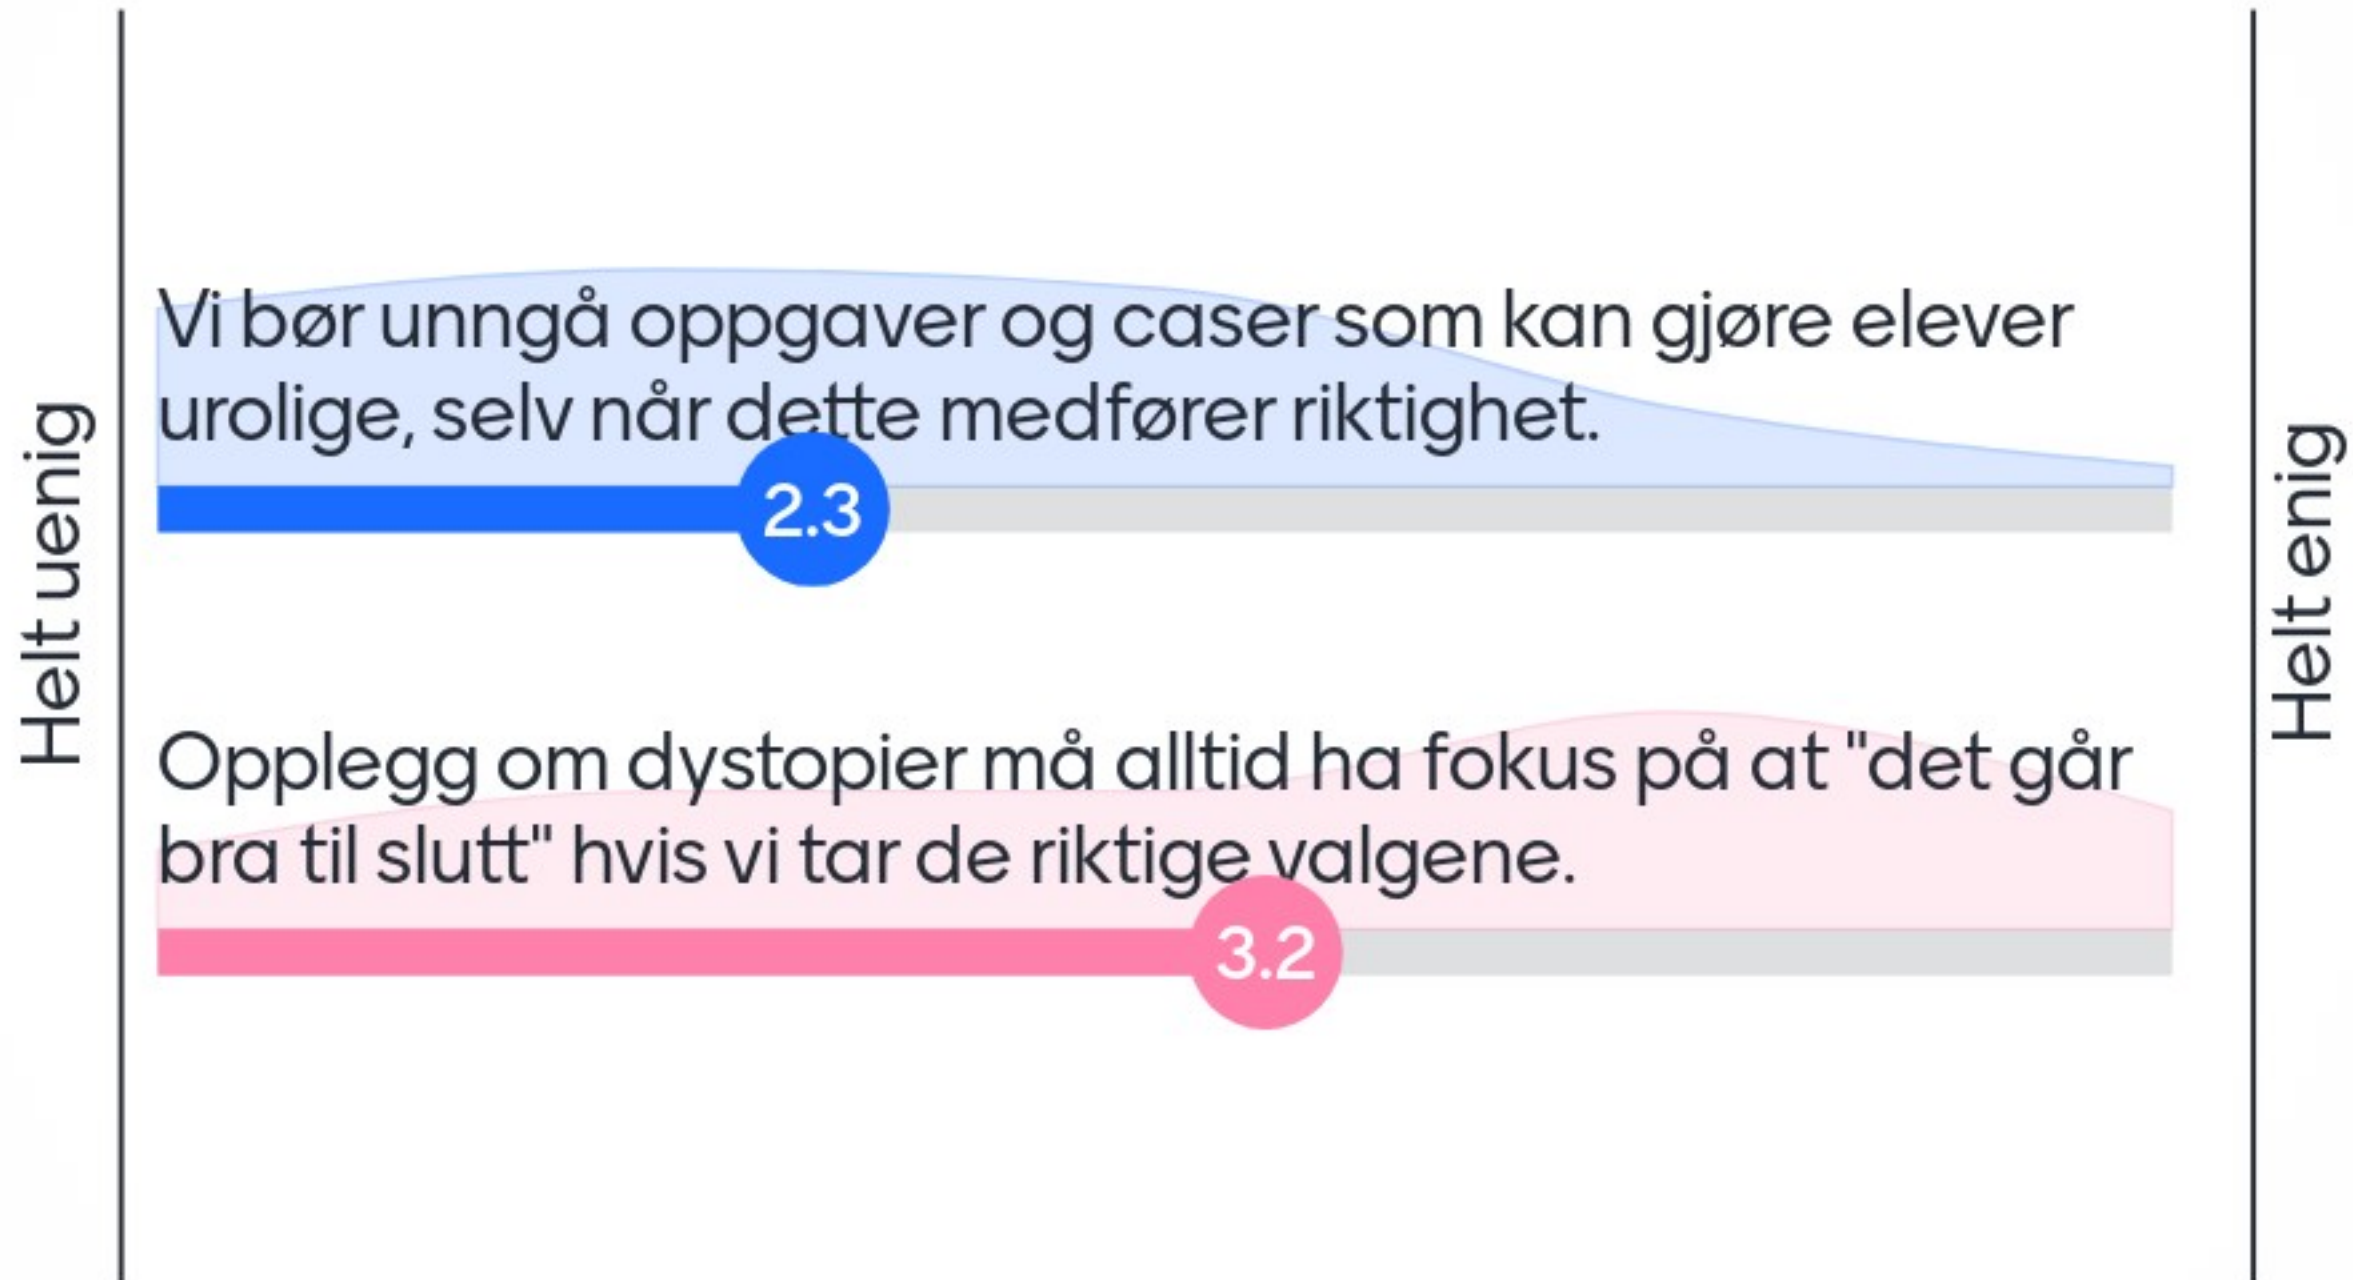 Helt uenig
Vi bør unngå oppgaver og caser som kan gjøre elever
urolige, selv når dette medfører riktighet.
2.3
Opplegg om dystopier må alltid ha fokus på at "det går
bra til slutt" hvis vi tar de riktige valgene.
3.2
Helt enig